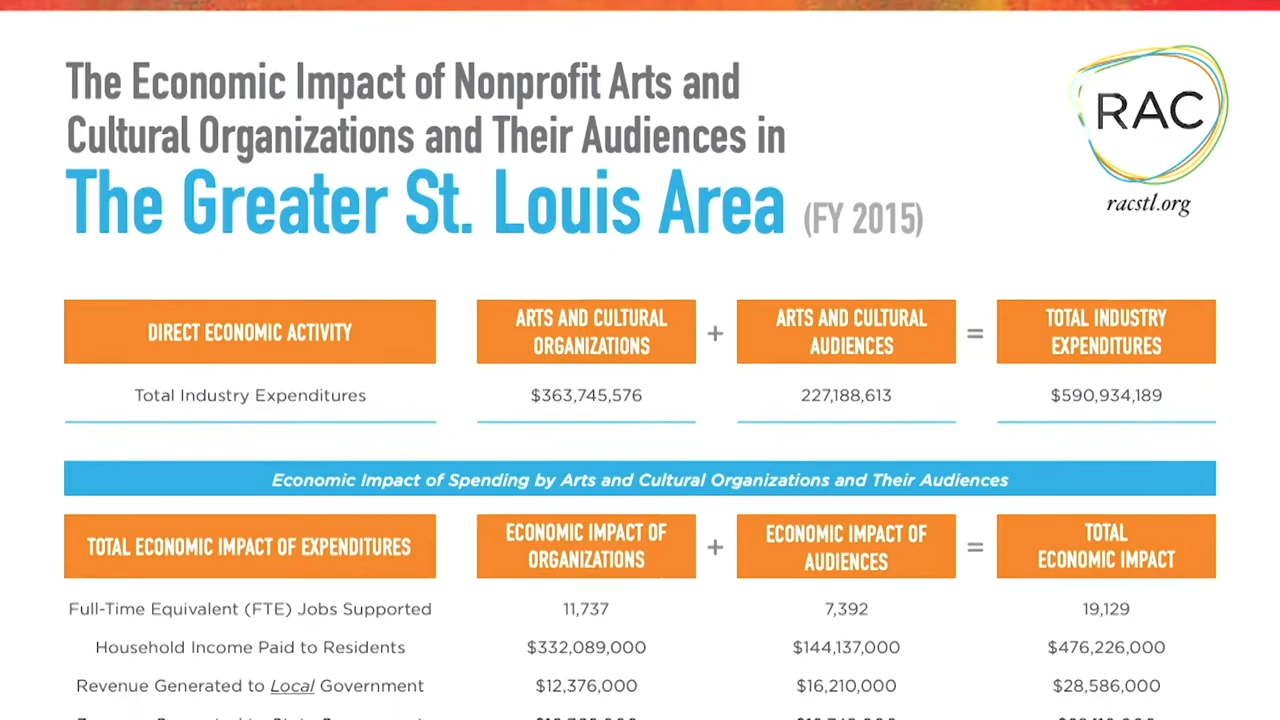 The Economic Impact of Nonprofit Arts and
Cultural Organizations and Their Audiences in
The Greater St. Louis Area (FY 2015)
RAC
racstl.org
DIRECT ECONOMIC ACTIVITY
ARTS AND CULTURAL
ORGANIZATIONS
+
ARTS AND CULTURAL
AUDIENCES
=
TOTAL INDUSTRY
EXPENDITURES
Total Industry Expenditures $363,745,576 227,188,613 $590,934,189
Economic Impact of Spending by Arts and Cultural Organizations and Their Audiences
TOTAL ECONOMIC IMPACT OF EXPENDITURES
ECONOMIC IMPACT OF
ORGANIZATIONS
+
ECONOMIC IMPACT OF
AUDIENCES
=
TOTAL
ECONOMIC IMPACT
Full-Time Equivalent (FTE) Jobs Supported 11,737 7,392 19,129
Household Income Paid to Residents $332,089,000 $144,137,000 $476,226,000
Revenue Generated to Local Government $12,376,000 $16,210,000 $28,586,000